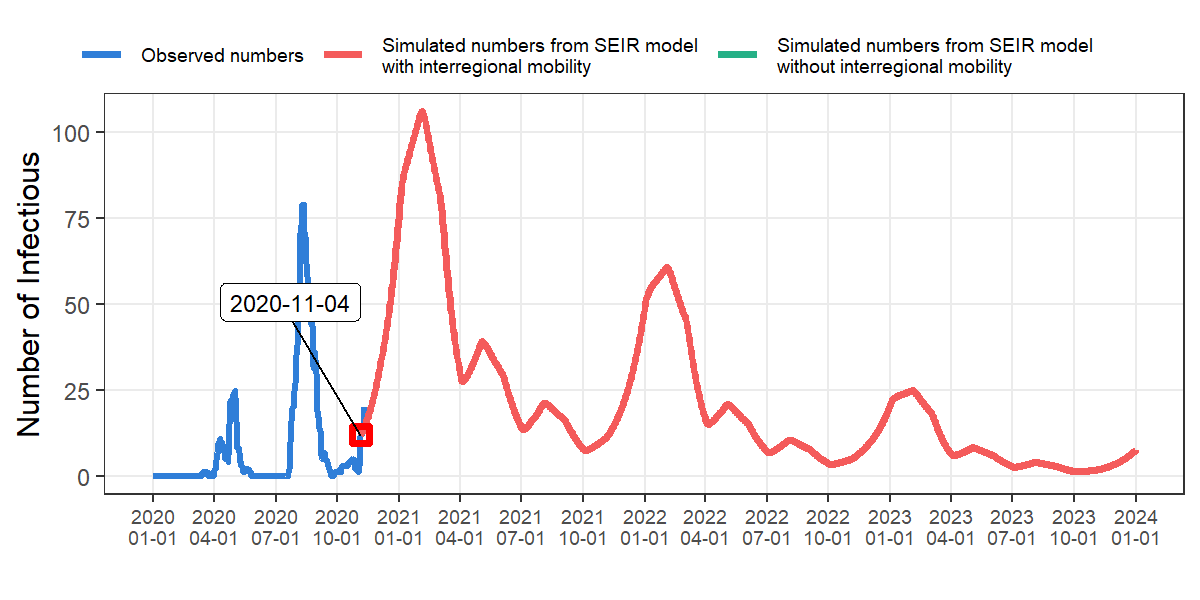 Observed numbers
Simulated numbers from SEIR model
with interregional mobility
Simulated numbers from SEIR model
without interregional mobility
Number of Infectious
100
75
50
25
0
2020-11-04
2020 2020 2020 2020 2021 2021 2021 2021 2022 2022 2022 2022 2023 2023 2023 2023 2024
01-01 04-01 07-01 10-01 01-01 04-01 07-01 10-01 01-01 04-01 07-01 10-01 01-01 04-01 07-01 10-01 01-01